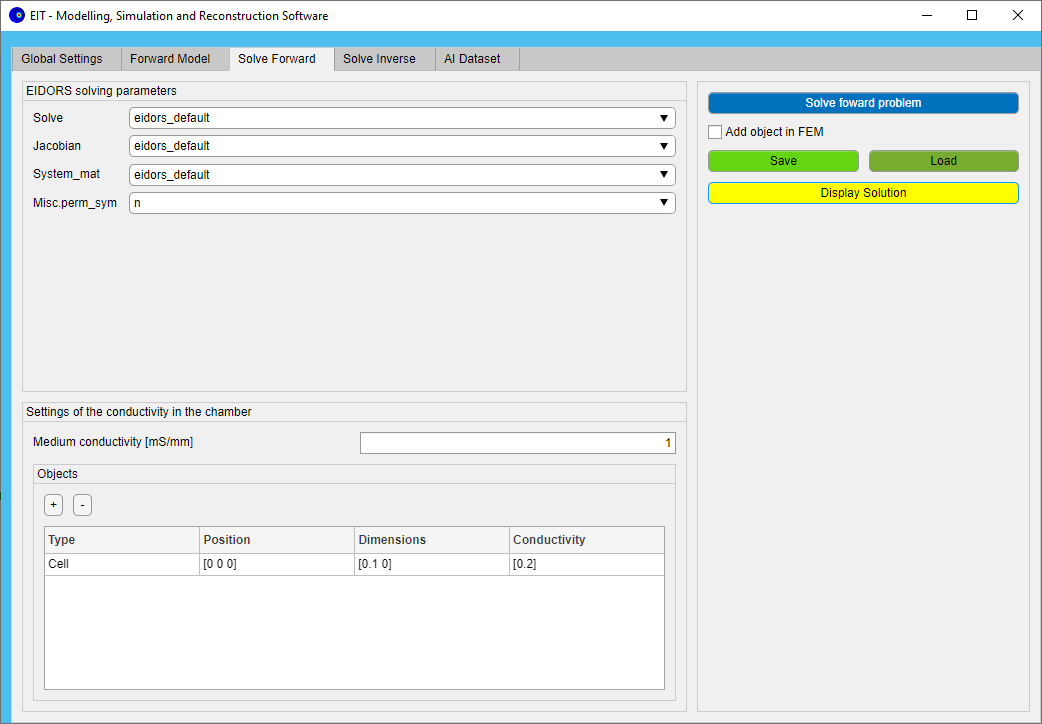 EIT - Modelling, Simulation and Reconstruction Software
Global Settings
Forward Model
Solve Forward
Solve Inverse
AI Dataset
EIDORS solving parameters
Solve
eidors_default
Jacobian
eidors_default
System_mat
eidors_default
Misc.perm_sym
n
Solve foward problem
Add object in FEM
Save
Load
Display Solution
Settings of the conductivity in the chamber
Medium conductivity [mS/mm]
1
Objects
+
-
Type
Position
Dimensions
Conductivity
Cell
[0 0 0]
[0.1 0]
[0.2]